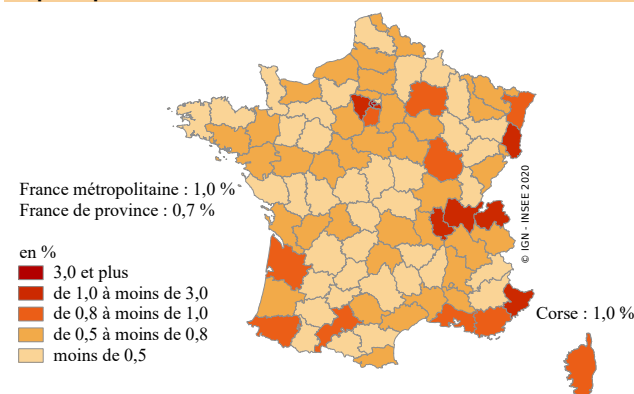 France métropolitaine : 1,0 %
France de province : 0,7 %
en %
3,0 et plus
de 1,0 à moins de 3,0
de 0,8 à moins de 1,0
de 0,5 à moins de 0,8
moins de 0,5
© IGN - INSEE 2020
Corse : 1,0 %